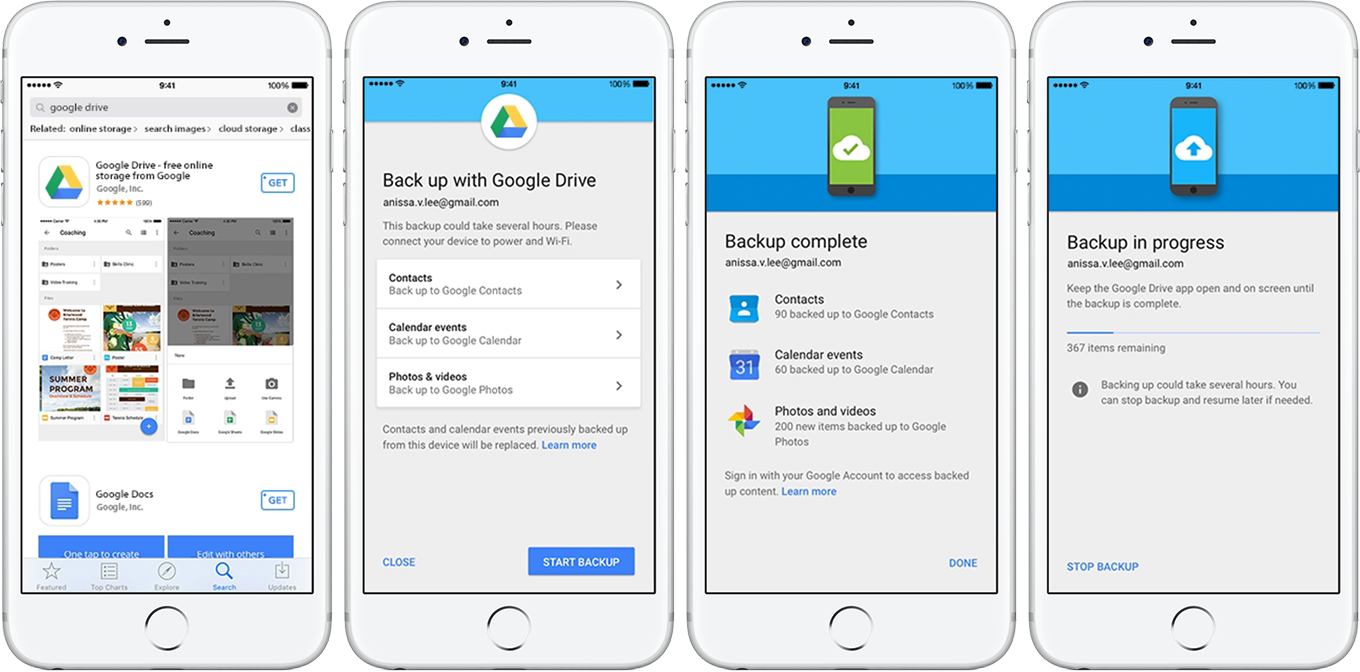 9:41
100%
google drive
Related: online storage > search images > cloud storage > class
Google Drive - free online
storage from Google
Google, Inc.
(599)
GET
Coaching
Folders
Posters
Bella Clinic
Video Training
Files
Welcome to
Camp Letter
Poster
SUMMER
PROGRAM
Overview & Schedule
Summer Program
Tennis Schedule
Coaching
Folders
Posters
Bella Clinic
Video Training
Files
New
Folder
Upload
Use Camera
Google Docs
Google Sheets
Google Slides
Google Docs
Google, Inc.
GET
One tap to create
Edit with others
Featured
Top Charts
Explore
Search
Updates
9:41
100%
Back up with Google Drive
anissa.v.lee@gmail.com
This backup could take several hours. Please
connect your device to power and Wi-Fi.
Contacts
Back up to Google Contacts
Calendar events
Back up to Google Calendar
Photos & videos
Back up to Google Photos
Contacts and calendar events previously backed up
from this device will be replaced. Learn more
CLOSE
START BACKUP
9:41
100%
Backup complete
anissa.v.lee@gmail.com
Contacts
90 backed up to Google Contacts
31
Calendar events
60 backed up to Google Calendar
Photos and videos
200 new items backed up to Google
Photos
Sign in with your Google Account to access backed
up content. Learn more
DONE
9:41
100%
Backup in progress
anissa.v.lee@gmail.com
Keep the Google Drive app open and on screen until
the backup is complete.
367 items remaining
Backing up could take several hours. You
can stop backup and resume later if needed.
STOP BACKUP